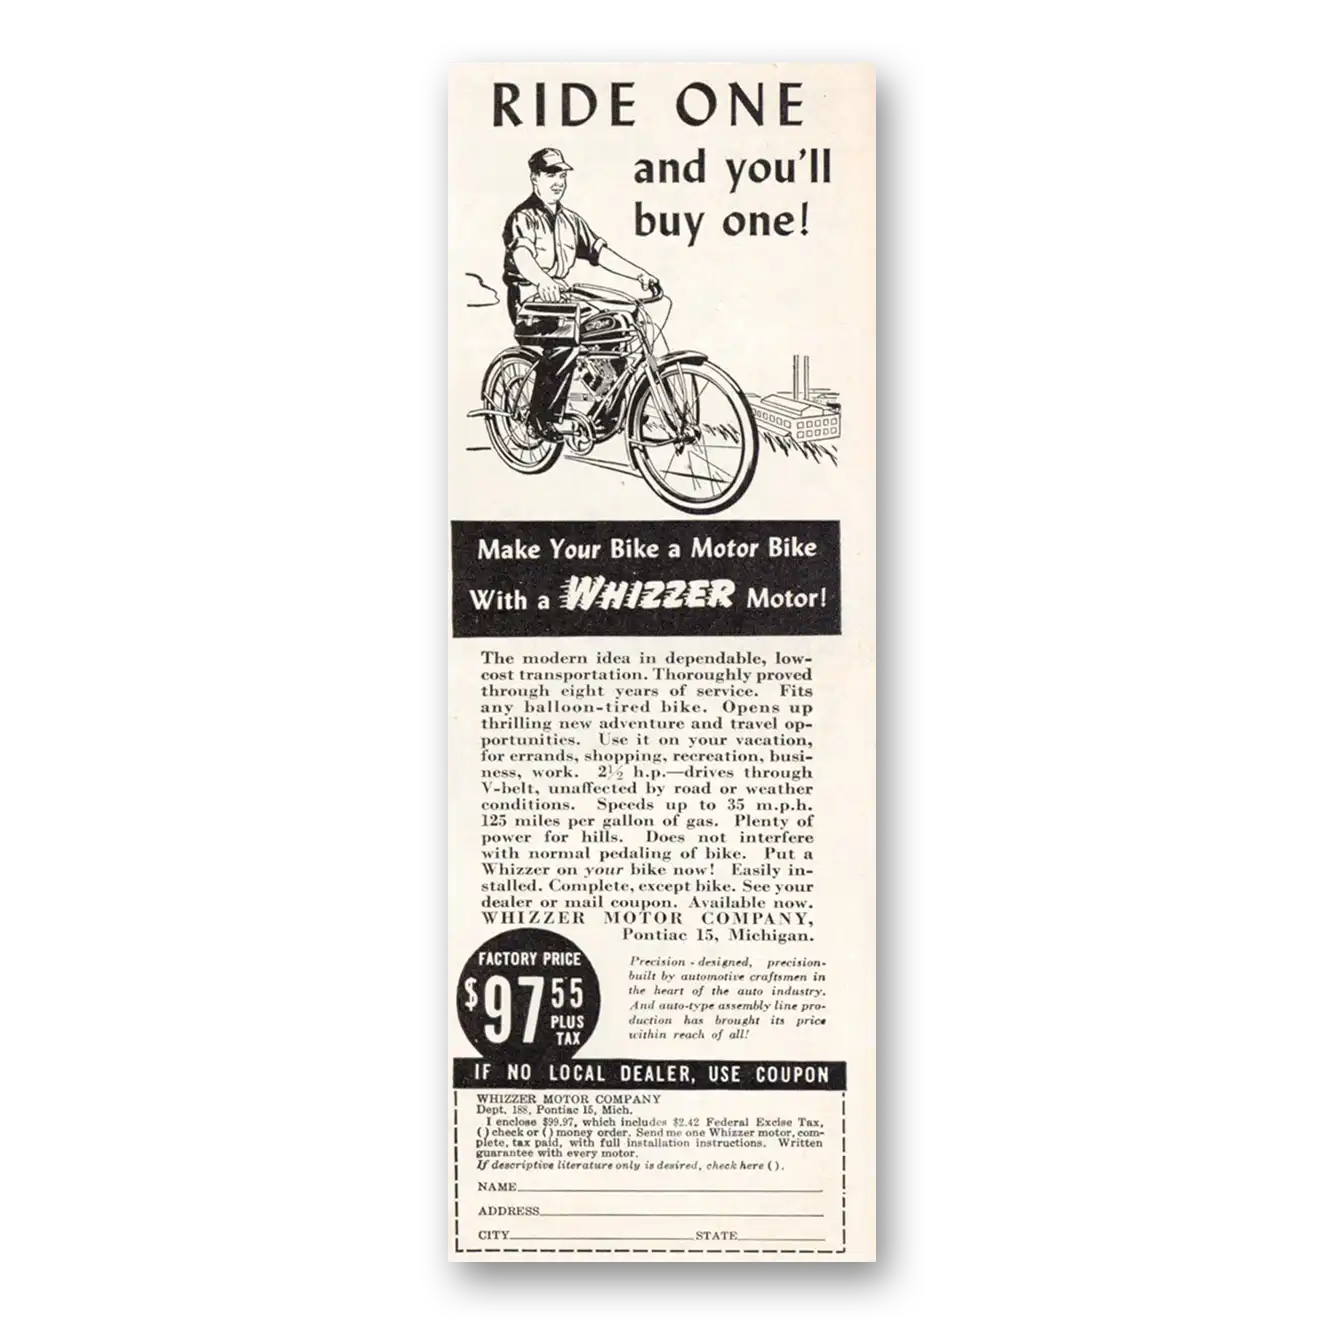 RIDE ONE
and you'll
buy one!
Make Your Bike a Motor Bike
With a WHIZZER Motor!
The modern idea in dependable, low-
cost transportation. Thoroughly proved
through eight years of service. Fits
any balloon-tired bike. Opens up
thrilling new adventure and travel op-
portunities. Use it on your vacation,
for errands, shopping, recreation, busi-
ness, work. 2½ h.p.—drives through
V-belt, unaffected by road or weather
conditions. Speeds up to 35 m.p.h.
125 miles per gallon of gas. Plenty of
power for hills. Does not interfere
with normal pedaling of bike. Put a
Whizzer on your bike now! Easily in-
stalled. Complete, except bike. See your
dealer or mail coupon. Available now.
WHIZZER MOTOR COMPANY,
Pontiac 15, Michigan.
FACTORY PRICE
$97 55
PLUS
TAX
Precision-designed, precision-
built by automotive craftsmen in
the heart of the auto industry.
And auto-type assembly line pro-
duction has brought its price
within reach of all!
IF NO LOCAL DEALER, USE COUPON
WHIZZER MOTOR COMPANY
Dept. 188, Pontiac 15, Mich.
I enclose $99.97, which includes $2.42 Federal Excise Tax,
( ) check or ( ) money order. Send me one Whizzer motor, com-
plete, tax paid, with full installation instructions. Written
guarantee with every motor.
If descriptive literature only is desired, check here ( ).
NAME
ADDRESS
CITY STATE